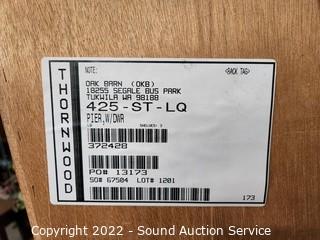 NOTE:
<BACK TAG>
THORNWOOD
OAK BARN (OKB)
18255 SEGALE BUS PARK
TUKWILA WA 98188
425-ST-LQ
PIER,W/DWR
LQ SHELVES: 3
372428
PO# 13173
SO# 67504 LOT# 1201
173
Copyright 2022 - Sound Auction Service